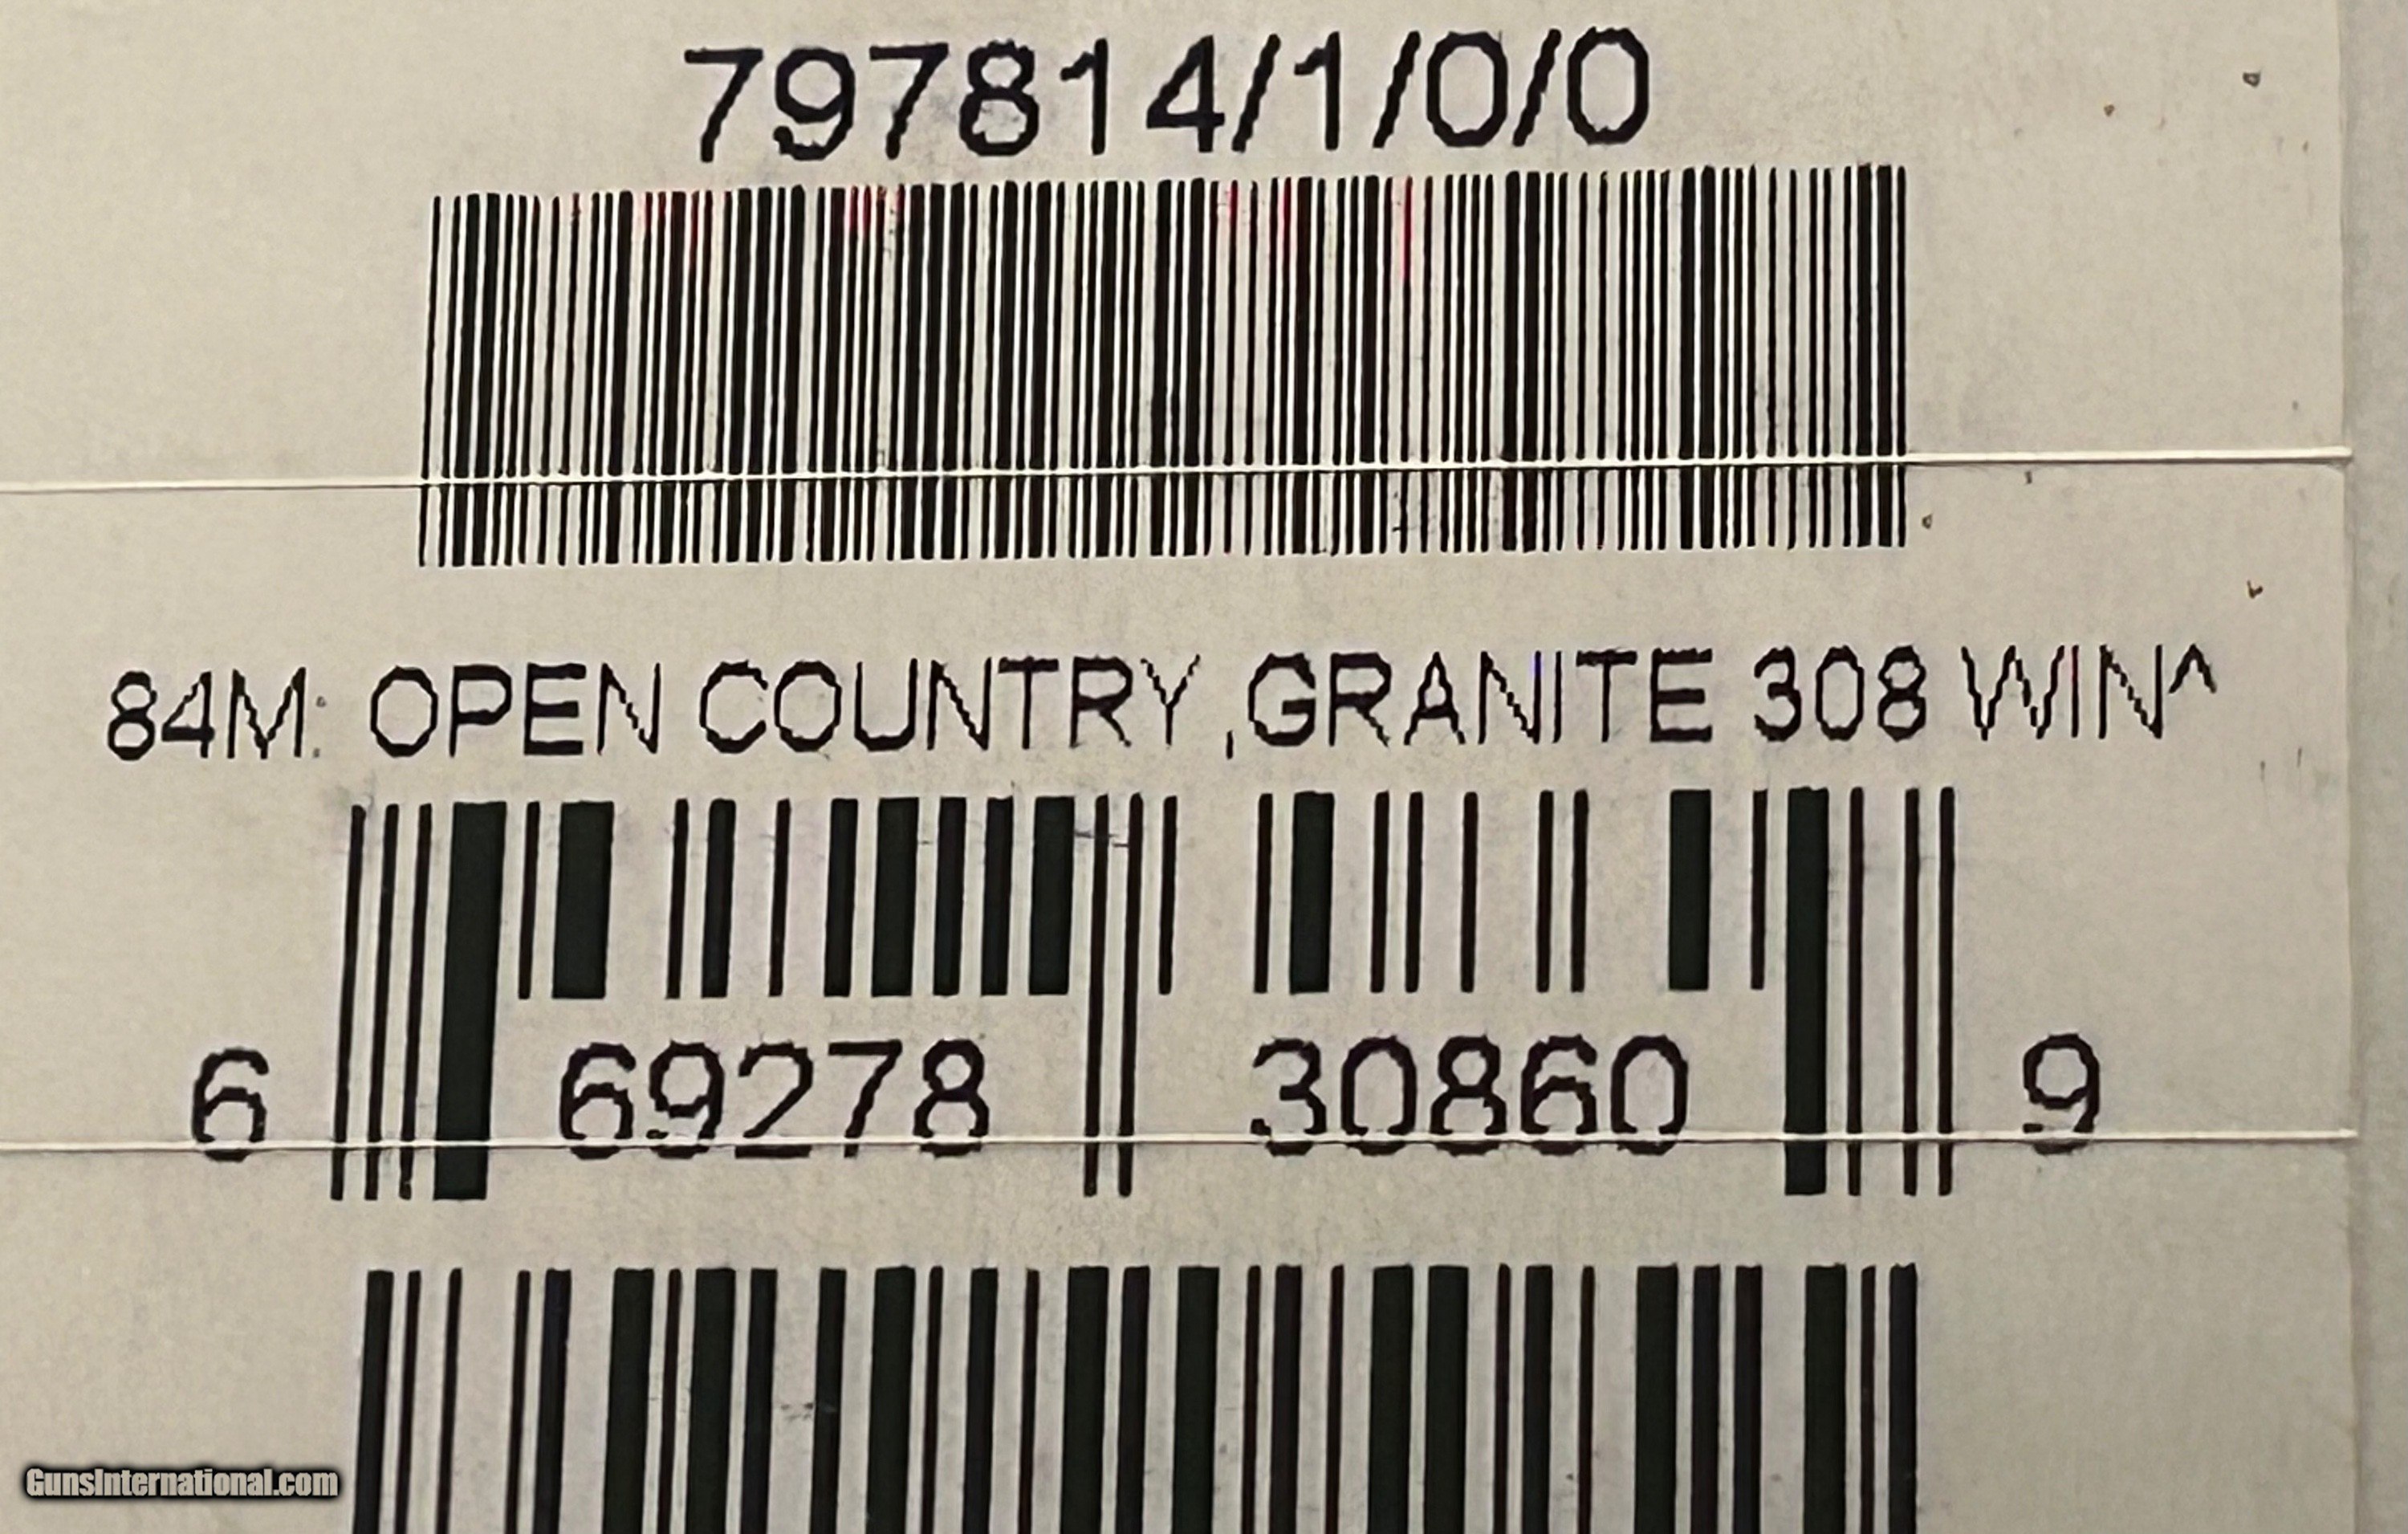 797814/1/0/0
84M: OPEN COUNTRY ,GRANITE 308 WIN^
6 69278 30860 9
GunsInternational.com